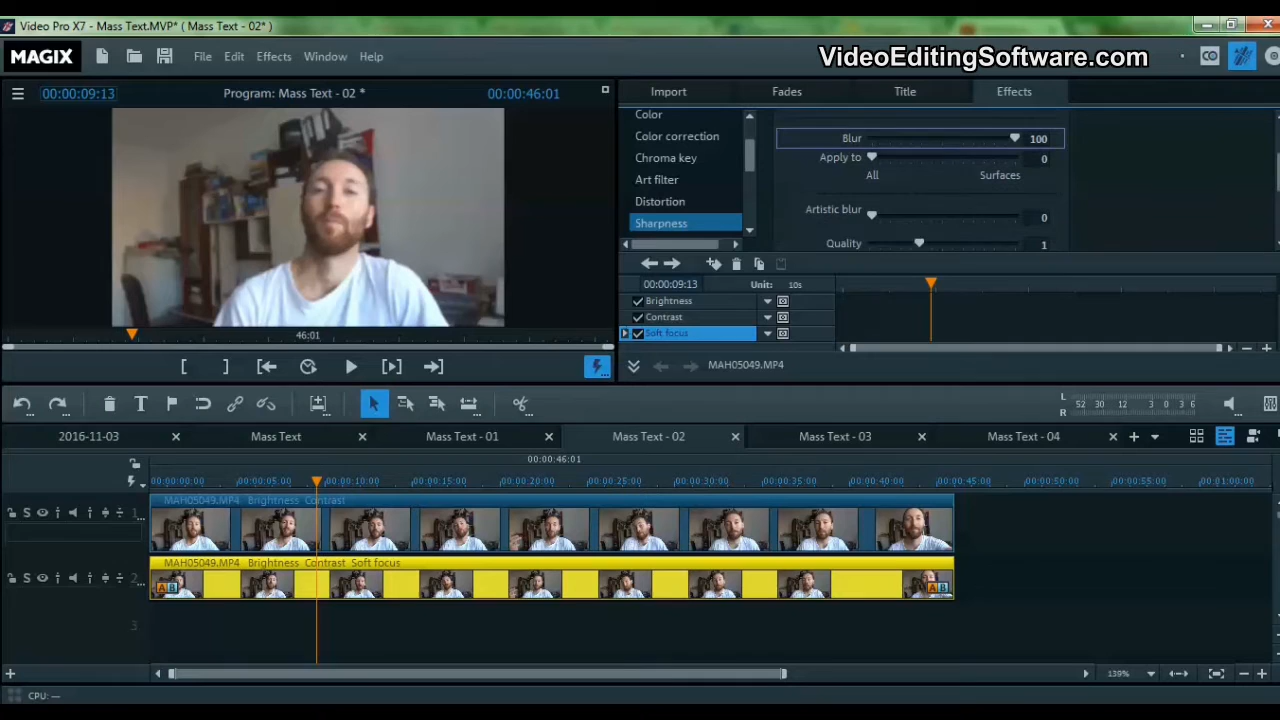 Video Pro X7 - Mass Text.MVP* ( Mass Text - 02* )
MAGIX File Edit Effects Window Help
VideoEditingSoftware.com
00:00:09:13 Program: Mass Text - 02 * 00:00:46:01
Import Fades Title Effects
Color
Color correction
Chroma key
Art filter
Distortion
Sharpness
Blur 100
Apply to 0
All Surfaces
Artistic blur 0
Quality 1
00:00:09:13 Unit: 10s
Brightness
Contrast
Soft focus
46:01
MAH05049.MP4
L
R
52 30 12 3 0 3 6
2016-11-03 Mass Text Mass Text - 01 Mass Text - 02 Mass Text - 03 Mass Text - 04
00:00:46:01
00:00:00:00 00:00:05:00 00:00:10:00 00:00:15:00 00:00:20:00 00:00:25:00 00:00:30:00 00:00:35:00 00:00:40:00 00:00:45:00 00:00:50:00 00:00:55:00 00:01:00:00
MAH05049.MP4 Brightness Contrast
S 1
MAH05049.MP4 Brightness Contrast Soft focus
S 2
A B A B
3
139%
CPU: —